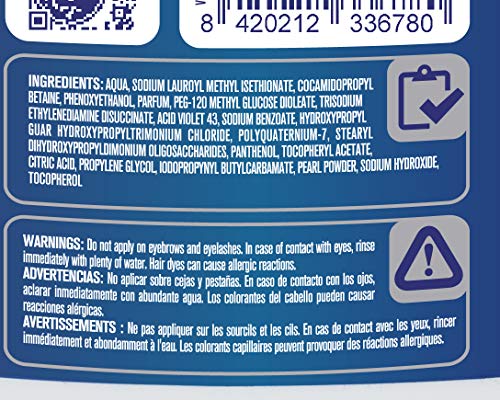 8 420212 336780
INGREDIENTS: AQUA, SODIUM LAUROYL METHYL ISETHIONATE, COCAMIDOPROPYL
BETAINE, PHENOXYETHANOL, PARFUM, PEG-120 METHYL GLUCOSE DIOLEATE, TRISODIUM
ETHYLENEDIAMINE DISUCCINATE, ACID VIOLET 43, SODIUM BENZOATE, HYDROXYPROPYL
GUAR HYDROXYPROPYLTRIMONIUM CHLORIDE, POLYQUATERNIUM-7, STEARYL
DIHYDROXYPROPYLDIMONIUM OLIGOSACCHARIDES, PANTHENOL, TOCOPHERYL ACETATE,
CITRIC ACID, PROPYLENE GLYCOL, IODOPROPYNYL BUTYLCARBAMATE, PEARL POWDER, SODIUM HYDROXIDE,
TOCOPHEROL
WARNINGS: Do not apply on eyebrows and eyelashes. In case of contact with eyes, rinse
immediately with plenty of water. Hair dyes can cause allergic reactions.
ADVERTENCIAS: No aplicar sobre cejas y pestañas. En caso de contacto con los ojos,
aclarar inmediatamente con abundante agua. Los colorantes del cabello pueden causar
reacciones alérgicas.
AVERTISSEMENTS : Ne pas appliquer sur les sourcils et les cils. En cas de contact avec les yeux, rincer
immédiatement et abondamment à l'eau. Les colorants capillaires peuvent provoquer des réactions allergiques.